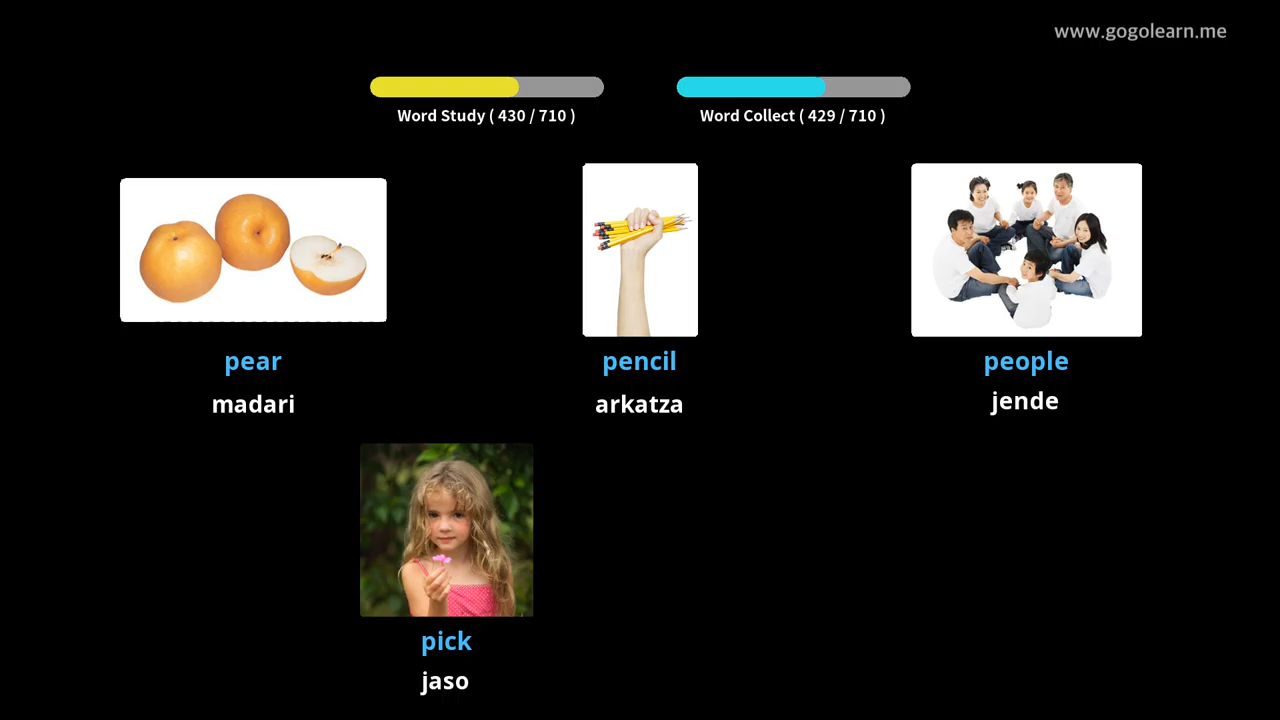 www.gogolearn.me
Word Study ( 430 / 710 )
Word Collect ( 429 / 710 )
pear
madari
pencil
arkatza
people
jende
pick
jaso